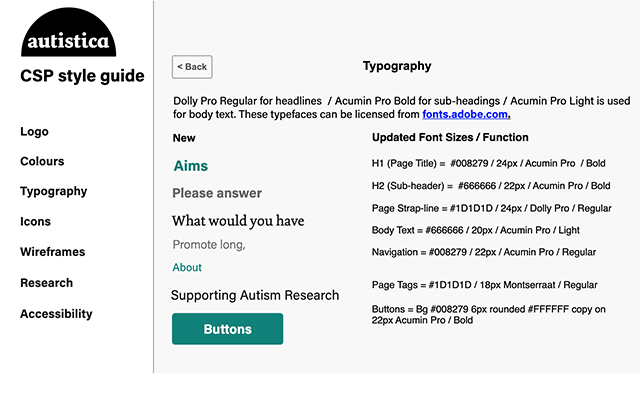 autistica
CSP style guide
Logo
Colours
Typography
Icons
Wireframes
Research
Accessibility
< Back
Typography
Dolly Pro Regular for headlines / Acumin Pro Bold for sub-headings / Acumin Pro Light is used
for body text. These typefaces can be licensed from fonts.adobe.com.
New
Aims
Please answer
What would you have
Promote long,
About
Supporting Autism Research
Buttons
Updated Font Sizes / Function
H1 (Page Title) = #008279 / 24px / Acumin Pro / Bold
H2 (Sub-header) = #666666 / 22px / Acumin Pro / Bold
Page Strap-line = #1D1D1D / 24px / Dolly Pro / Regular
Body Text = #666666 / 20px / Acumin Pro / Light
Navigation = #008279 / 22px / Acumin Pro / Regular
Page Tags = #1D1D1D / 18px Montserraat / Regular
Buttons = Bg #008279 6px rounded #FFFFFF copy on
22px Acumin Pro / Bold